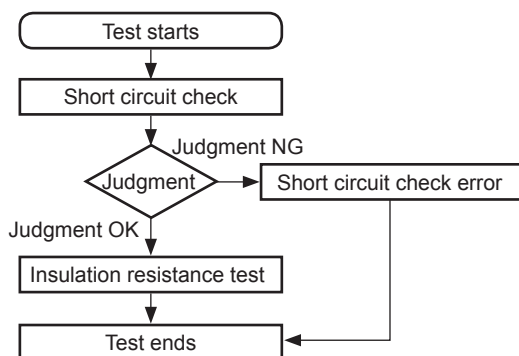 Test starts
Short circuit check
Judgment NG
Judgment
Short circuit check error
Judgment OK
Insulation resistance test
Test ends